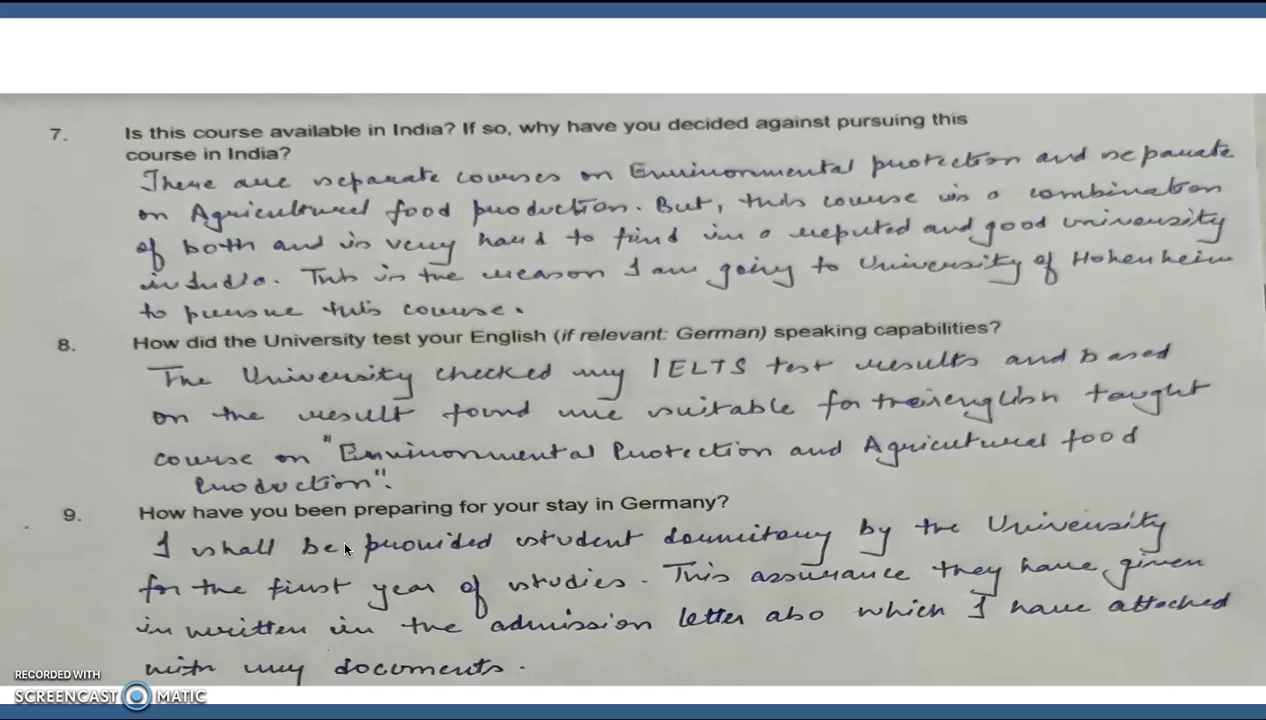 7. Is this course available in India? If so, why have you decided against pursuing this
course in India?
There are separate courses on Environmental protection and separate
on Agricultural food production. But, this course is a combination
of both and is very hard to find in a reputed and good university
in India. This is the reason I am going to University of Hohenheim
to pursue this course.
8. How did the University test your English (if relevant: German) speaking capabilities?
The University checked my IELTS test results and based
on the result found me suitable for their english taught
course on "Environmental Protection and Agricultural food
Production".
9. How have you been preparing for your stay in Germany?
I shall be provided student dormitory by the University
for the first year of studies. This assurance they have given
in written in the admission letter also which I have attached
with my documents.
RECORDED WITH
SCREENCAST MATIC